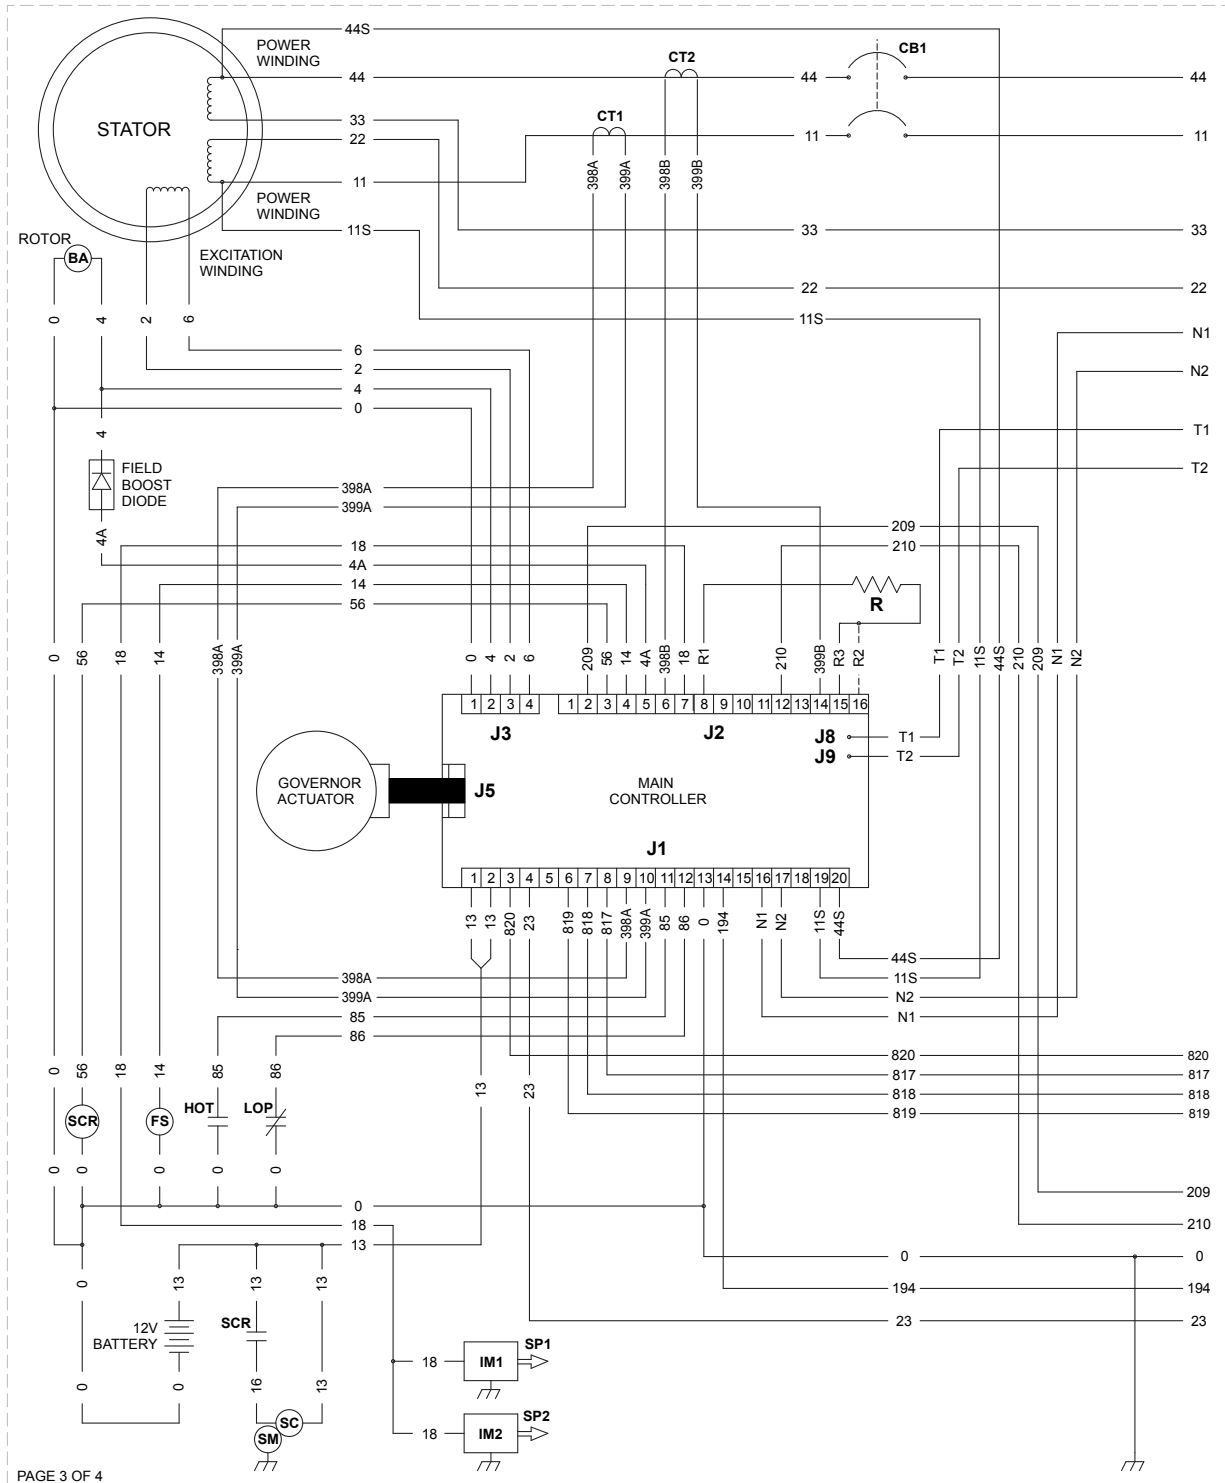 44S
POWER
WINDING
44
CT2
44
CB1
44
STATOR
33
22
CT1
11
11
398A
399A
398B
399B
11
POWER
WINDING
11S
33
33
ROTOR
BA
EXCITATION
WINDING
22
22
0
4
2
6
11S
N1
6
2
N2
4
0
4
T1
FIELD
BOOST
DIODE
T2
398A
399A
4A
209
18
210
4A
14
56
R
0
56
18
14
398A
399A
0
4
2
6
209
56
14
4A
398B
18
R1
210
399B
R3
R2
T1
T2
11S
44S
210
209
N1
N2
1 2 3 4
1 2 3 4 5 6 7 8 9 10 11 12 13 14 15 16
J3
J2
J8
T1
J9
T2
GOVERNOR
ACTUATOR
J5
MAIN
CONTROLLER
J1
1 2 3 4 5 6 7 8 9 10 11 12 13 14 15 16 17 18 19 20
13
13
820
23
819
818
817
398A
399A
85
86
0
194
N1
N2
11S
44S
44S
398A
11S
399A
N2
85
N1
86
820
820
0
56
18
14
85
86
13
23
817
817
818
818
HOT
LOP
819
819
SCR
FS
0
0
0
0
0
209
0
18
210
13
0
0
0
13
13
13
194
194
12V
BATTERY
SCR
23
23
0
0
16
13
18
IM1
SP1
SC
SM
18
IM2
SP2
PAGE 3 OF 4